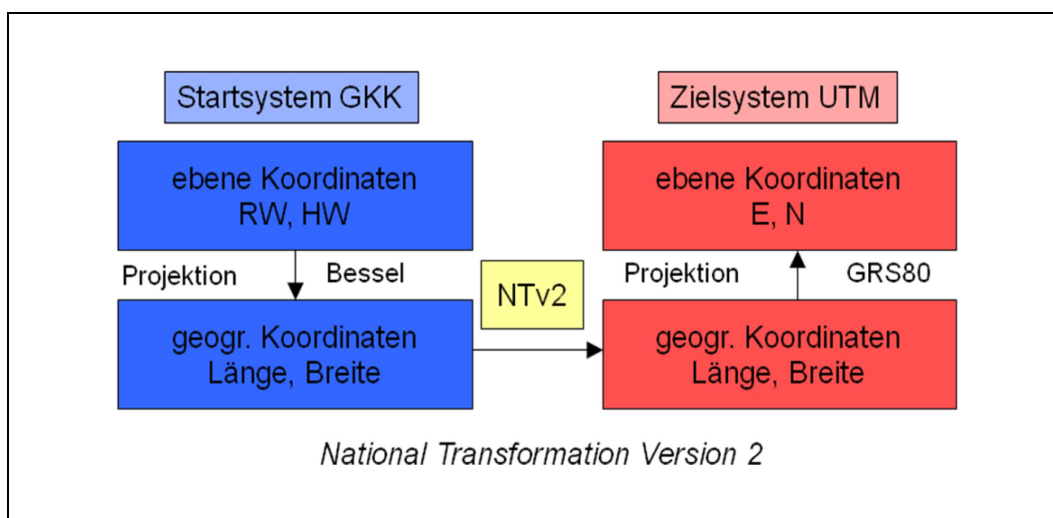 Startsystem GKK
Zielsystem UTM
ebene Koordinaten
RW, HW
ebene Koordinaten
E, N
Projektion
Bessel
NTv2
Projektion
GRS80
geogr. Koordinaten
Länge, Breite
geogr. Koordinaten
Länge, Breite
National Transformation Version 2